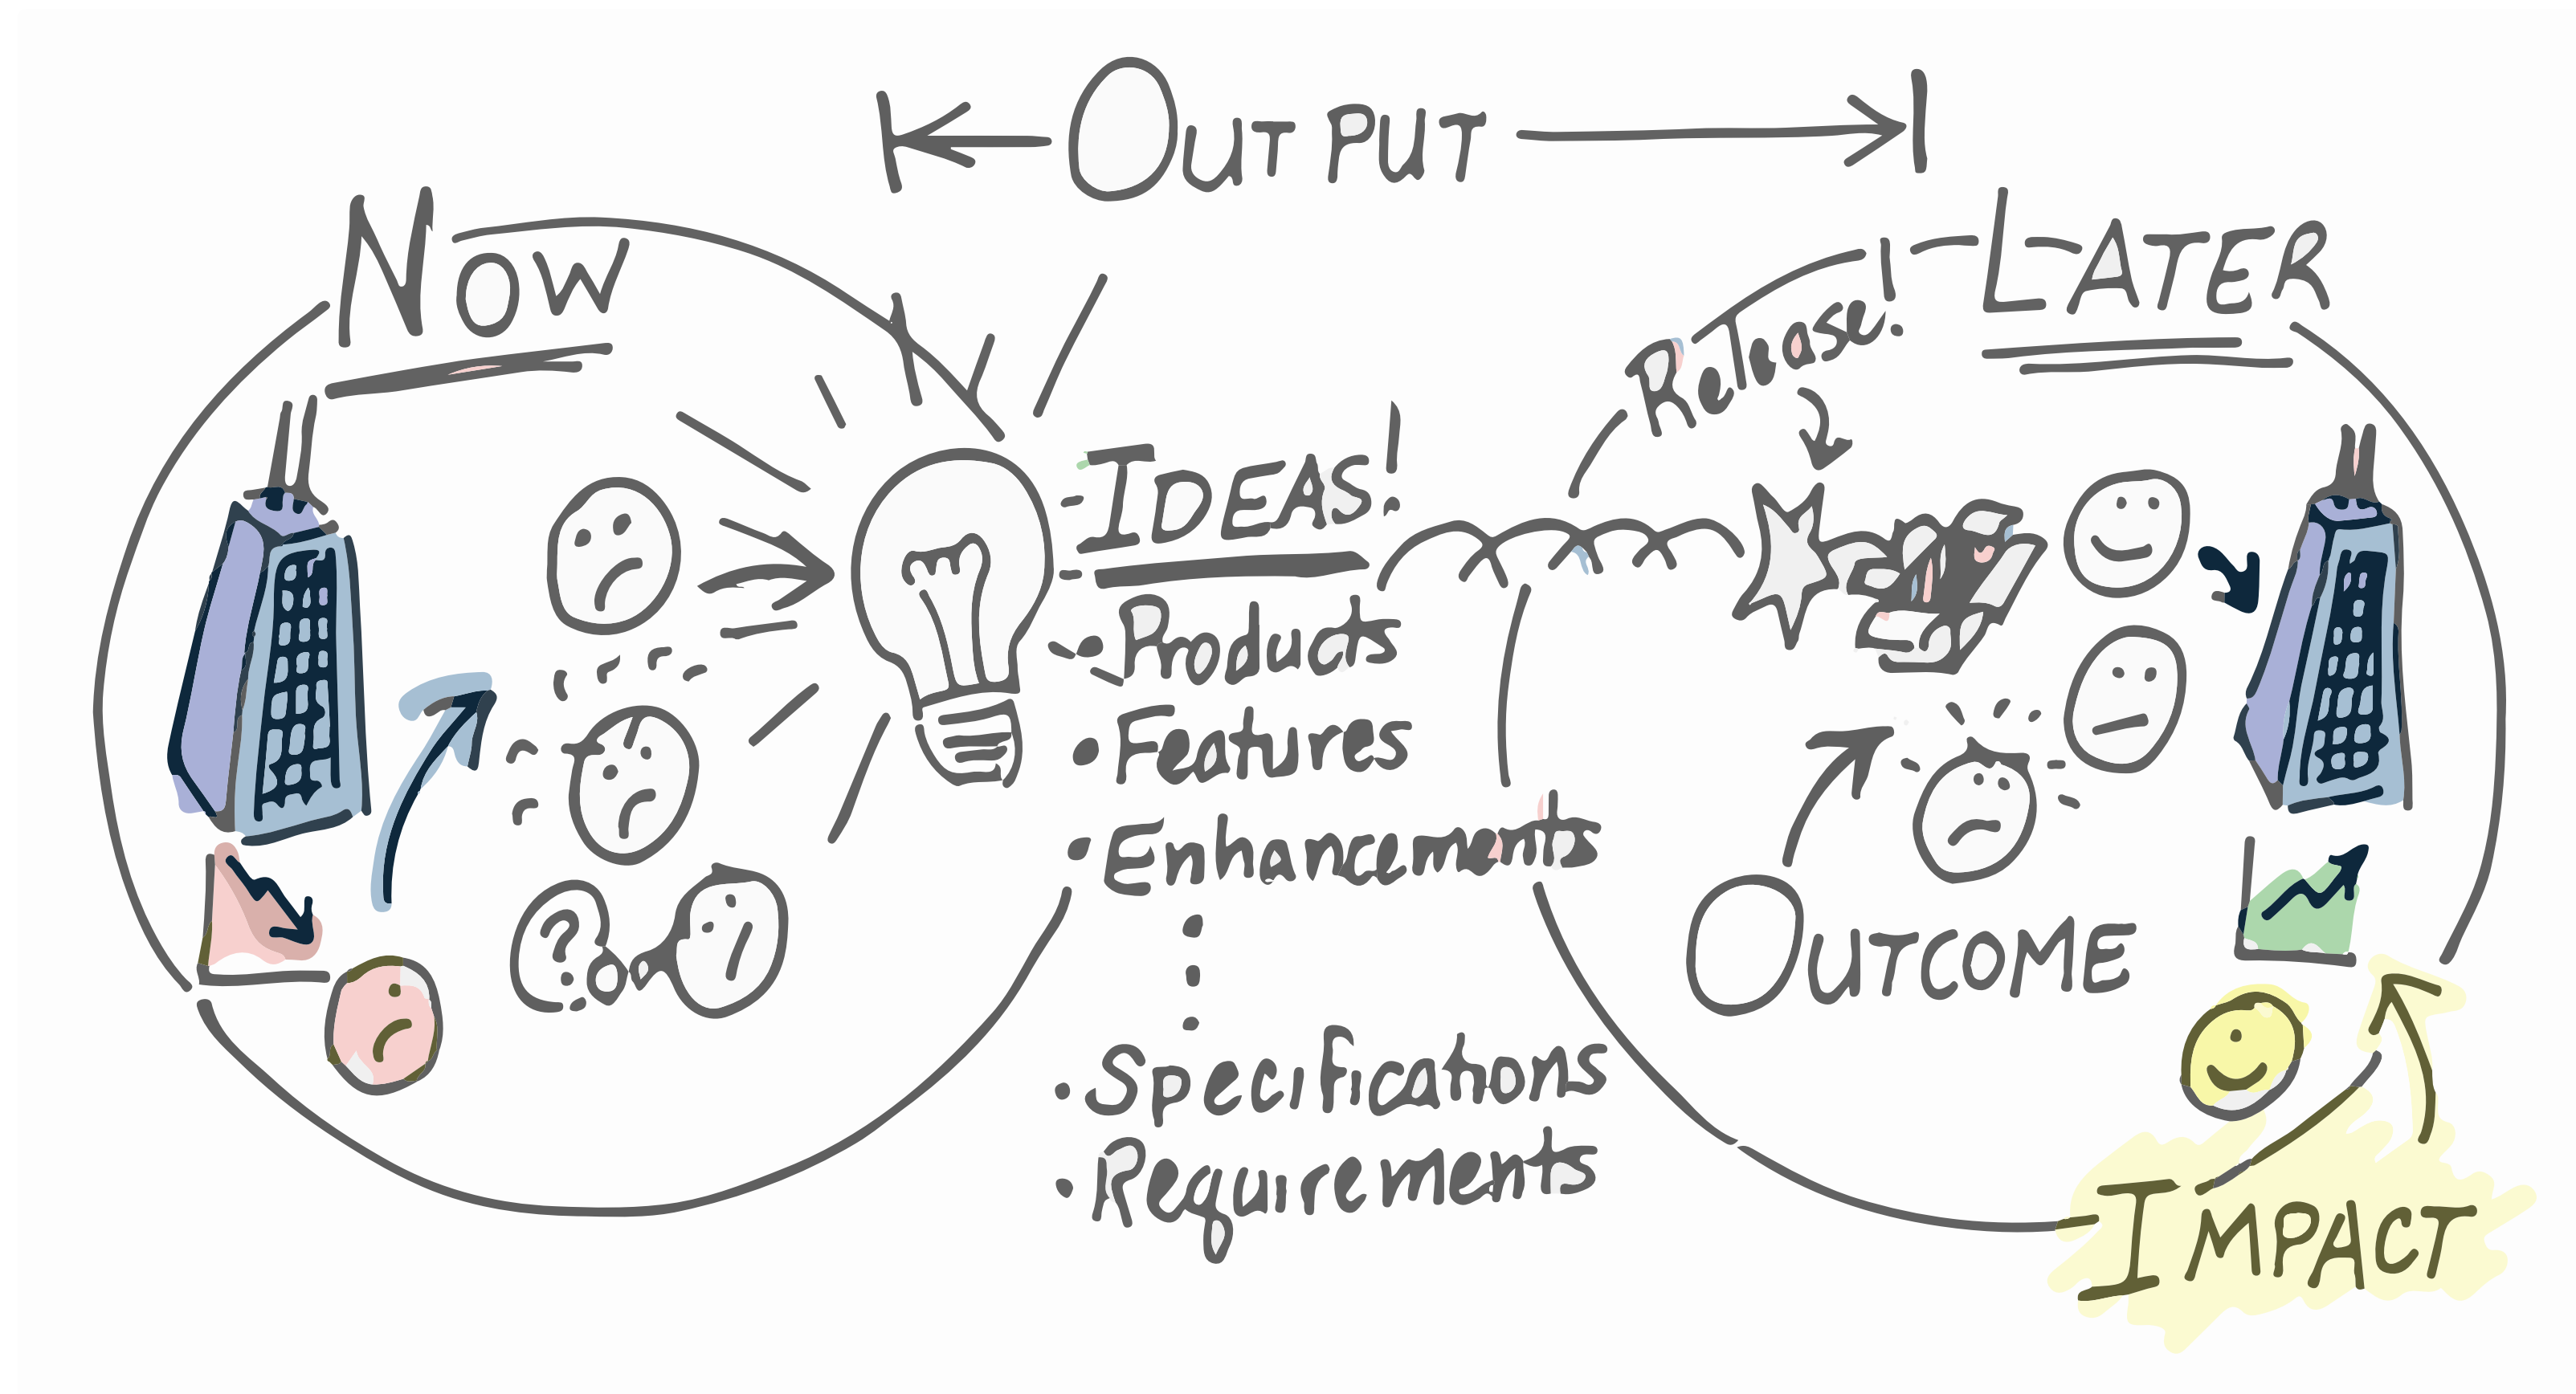 OUTPUT
NOW
LATER
Release!
IDEAS!
• Products
• Features
• Enhancements
?
OUTCOME
• Specifications
• Requirements
IMPACT